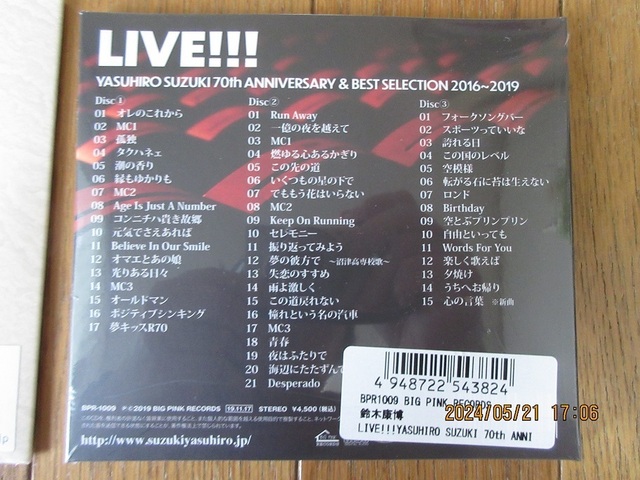 LIVE!!!
YASUHIRO SUZUKI 70th ANNIVERSARY & BEST SELECTION 2016~2019
Disc①
01 オレのこれから
02 MC1
03 孤独
04 タクハネェ
05 潮の香り
06 縁もゆかりも
07 MC2
08 Age Is Just A Number
09 コンニチハ貴き故郷
10 元気でさえあれば
11 Believe In Our Smile
12 オマエとあの娘
13 光りある日々
14 MC3
15 オールドマン
16 ポジティブシンキング
17 夢キッスR70
Disc②
01 Run Away
02 一億の夜を越えて
03 MC1
04 燃ゆる心あるかぎり
05 この先の道
06 いくつもの星の下で
07 でももう花はいらない
08 MC2
09 Keep On Running
10 セレモニー
11 振り返ってみよう
12 夢の彼方で ～沼津高専校歌～
13 失恋のすすめ
14 雨よ激しく
15 この道戻れない
16 憧れという名の汽車
17 MC3
18 青春
19 夜はふたりで
20 海辺にたたずんで
21 Desperado
Disc③
01 フォークソングバー
02 スポーツっていいな
03 誇れる日
04 この国のレベル
05 空模様
06 転がる石に苔は生えない
07 ロンド
08 Birthday
09 空とぶプリンプリン
10 自由といっても
11 Words For You
12 楽しく歌えば
13 夕焼け
14 うちへお帰り
15 心の言葉 ※新曲
BPR-1009 ℗©2019 BIG PINK RECORDS 19.11.17 STEREO ¥4,500 (税込)
http://www.suzukiyasuhiro.jp/
4 948722 543824
BPR1009 BIG PINK RECORDS
鈴木康博
LIVE!!!YASUHIRO SUZUKI 70th ANNI
2024/05/21 17:06